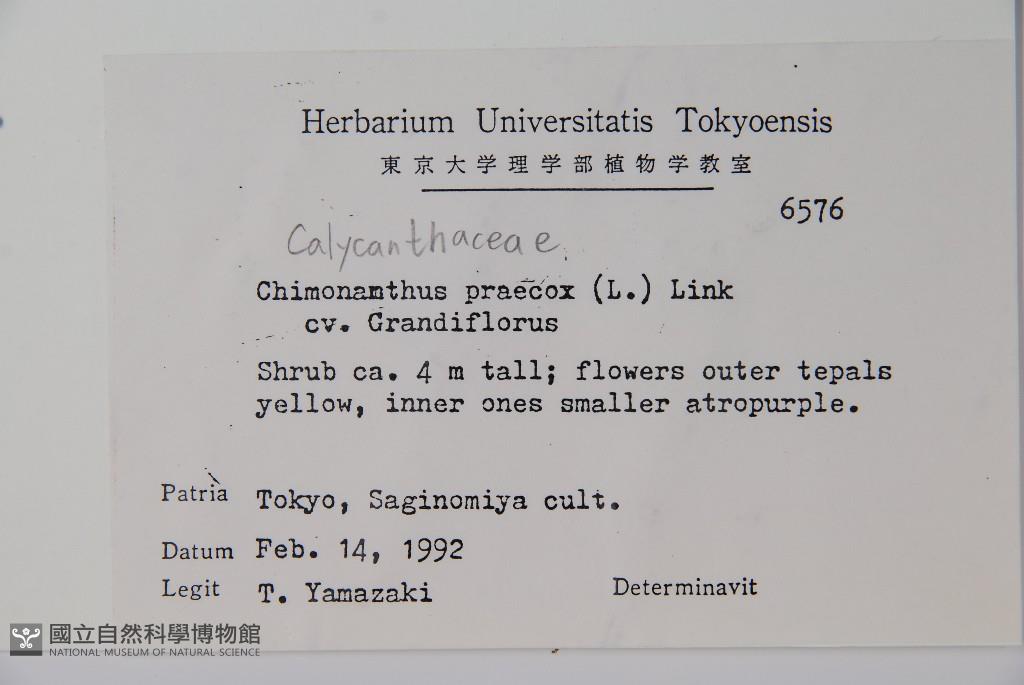 Herbarium Universitatis Tokyoensis
東京大学理学部植物学教室
6576
Calycanthaceae
Chimonanthus praecox (L.) Link
cv. Grandiflorus
Shrub ca. 4 m tall; flowers outer tepals
yellow, inner ones smaller atropurple.
Patria Tokyo, Saginomiya cult.
Datum Feb. 14, 1992
Legit T. Yamazaki Determinavit
國立自然科學博物館
NATIONAL MUSEUM OF NATURAL SCIENCE